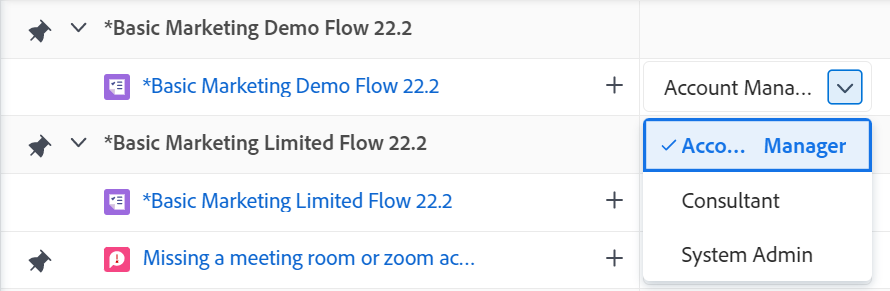 *Basic Marketing Demo Flow 22.2
*Basic Marketing Demo Flow 22.2
Account Mana...
*Basic Marketing Limited Flow 22.2
Acco... Manager
*Basic Marketing Limited Flow 22.2
Consultant
Missing a meeting room or zoom ac...
System Admin